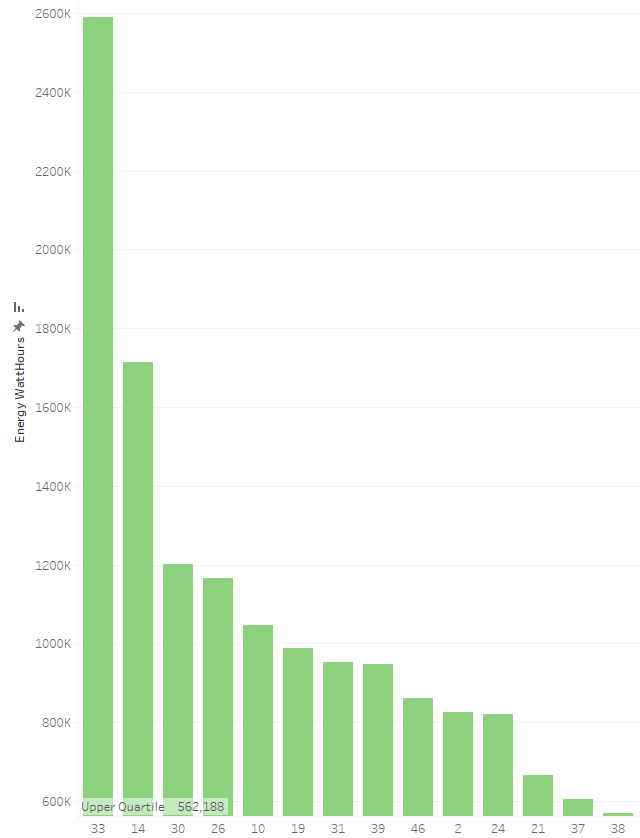 2600K
2400K
2200K
2000K
1800K
1600K
1400K
1200K
1000K
800K
600K
Energy WattHours
Upper Quartile 562,188
33 14 30 26 10 19 31 39 46 2 24 21 37 38